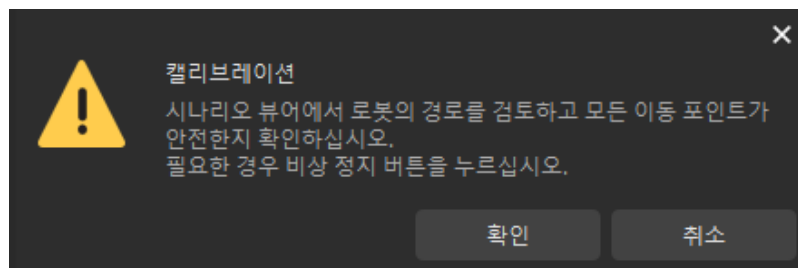 캘리브레이션
시나리오 뷰어에서 로봇의 경로를 검토하고 모든 이동 포인트가
안전한지 확인하십시오.
필요한 경우 비상 정지 버튼을 누르십시오.
확인 취소